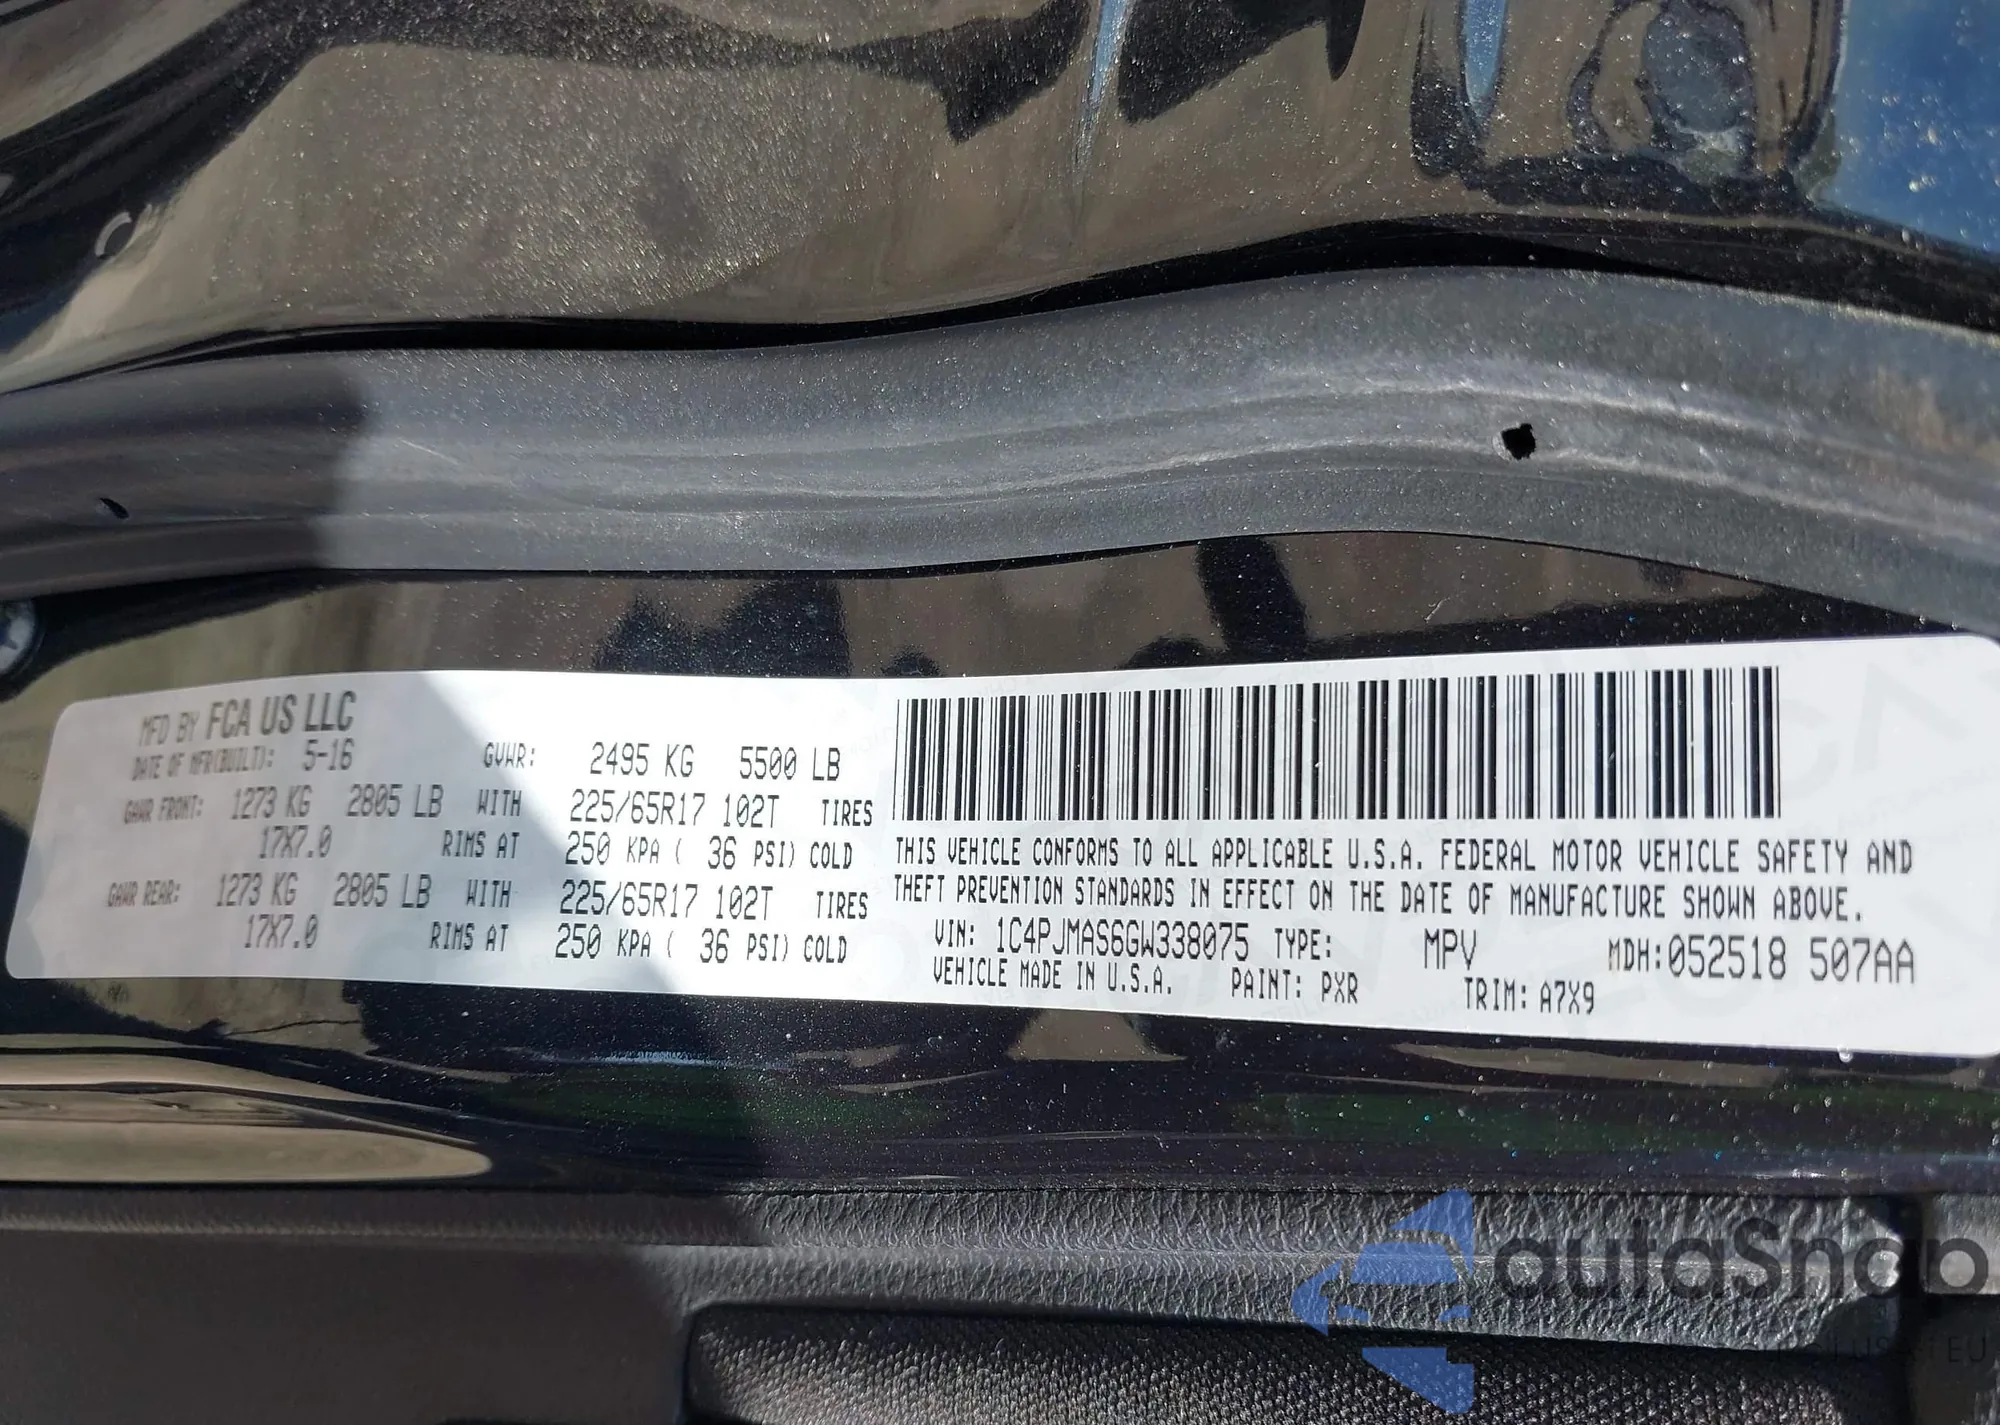 MFD BY FCA US LLC
DATE OF MFR(BUILT): 5-16 GVWR: 2495 KG 5500 LB
GAWR FRONT: 1273 KG 2805 LB WITH 225/65R17 102T TIRES
17X7.0 RIMS AT 250 KPA ( 36 PSI) COLD
GAWR REAR: 1273 KG 2805 LB WITH 225/65R17 102T TIRES
17X7.0 RIMS AT 250 KPA ( 36 PSI) COLD
THIS VEHICLE CONFORMS TO ALL APPLICABLE U.S.A. FEDERAL MOTOR VEHICLE SAFETY AND
THEFT PREVENTION STANDARDS IN EFFECT ON THE DATE OF MANUFACTURE SHOWN ABOVE.
VIN: 1C4PJMAS6GW338075 TYPE: MPV MDH:052518 507AA
VEHICLE MADE IN U.S.A. PAINT: PXR TRIM: A7X9
autaSnap